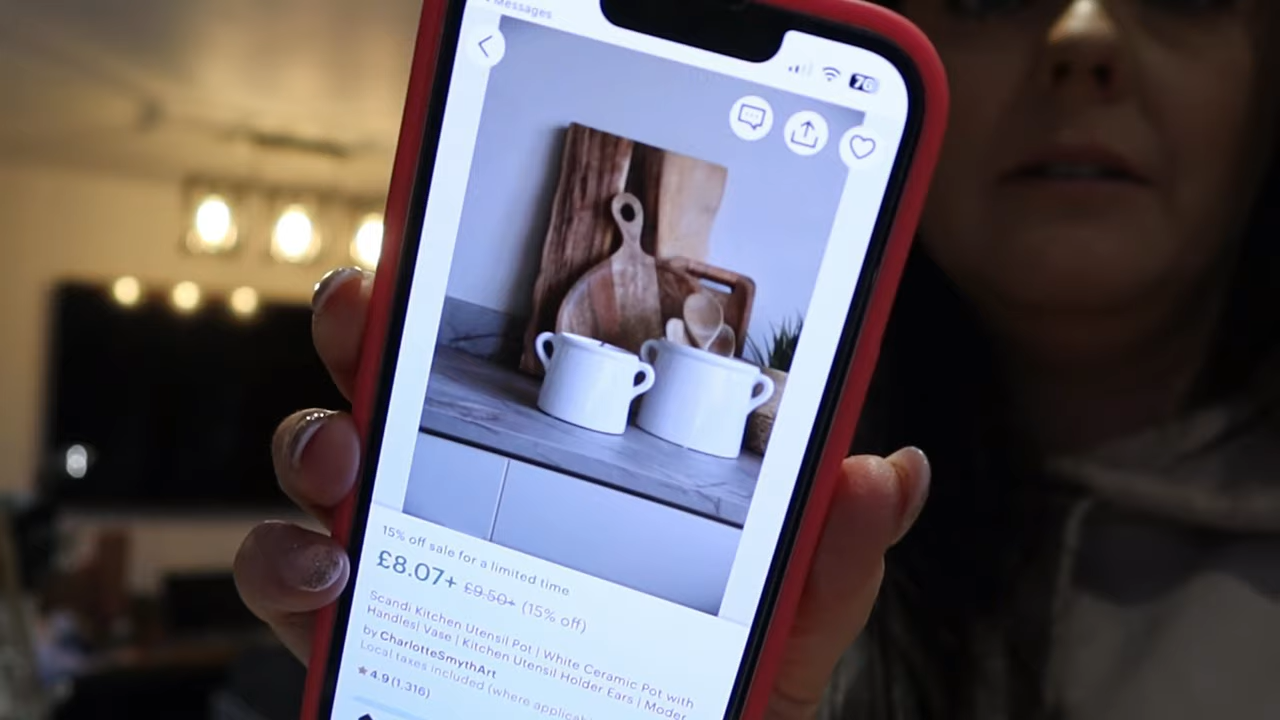 Messages
76
15% off sale for a limited time
£8.07+ £9.50+ (15% off)
Scandi Kitchen Utensil Pot | White Ceramic Pot with
Handles| Vase | Kitchen Utensil Holder Ears | Moder
by CharlotteSmythArt
Local taxes included (where applicab
★ 4.9 (1,316)